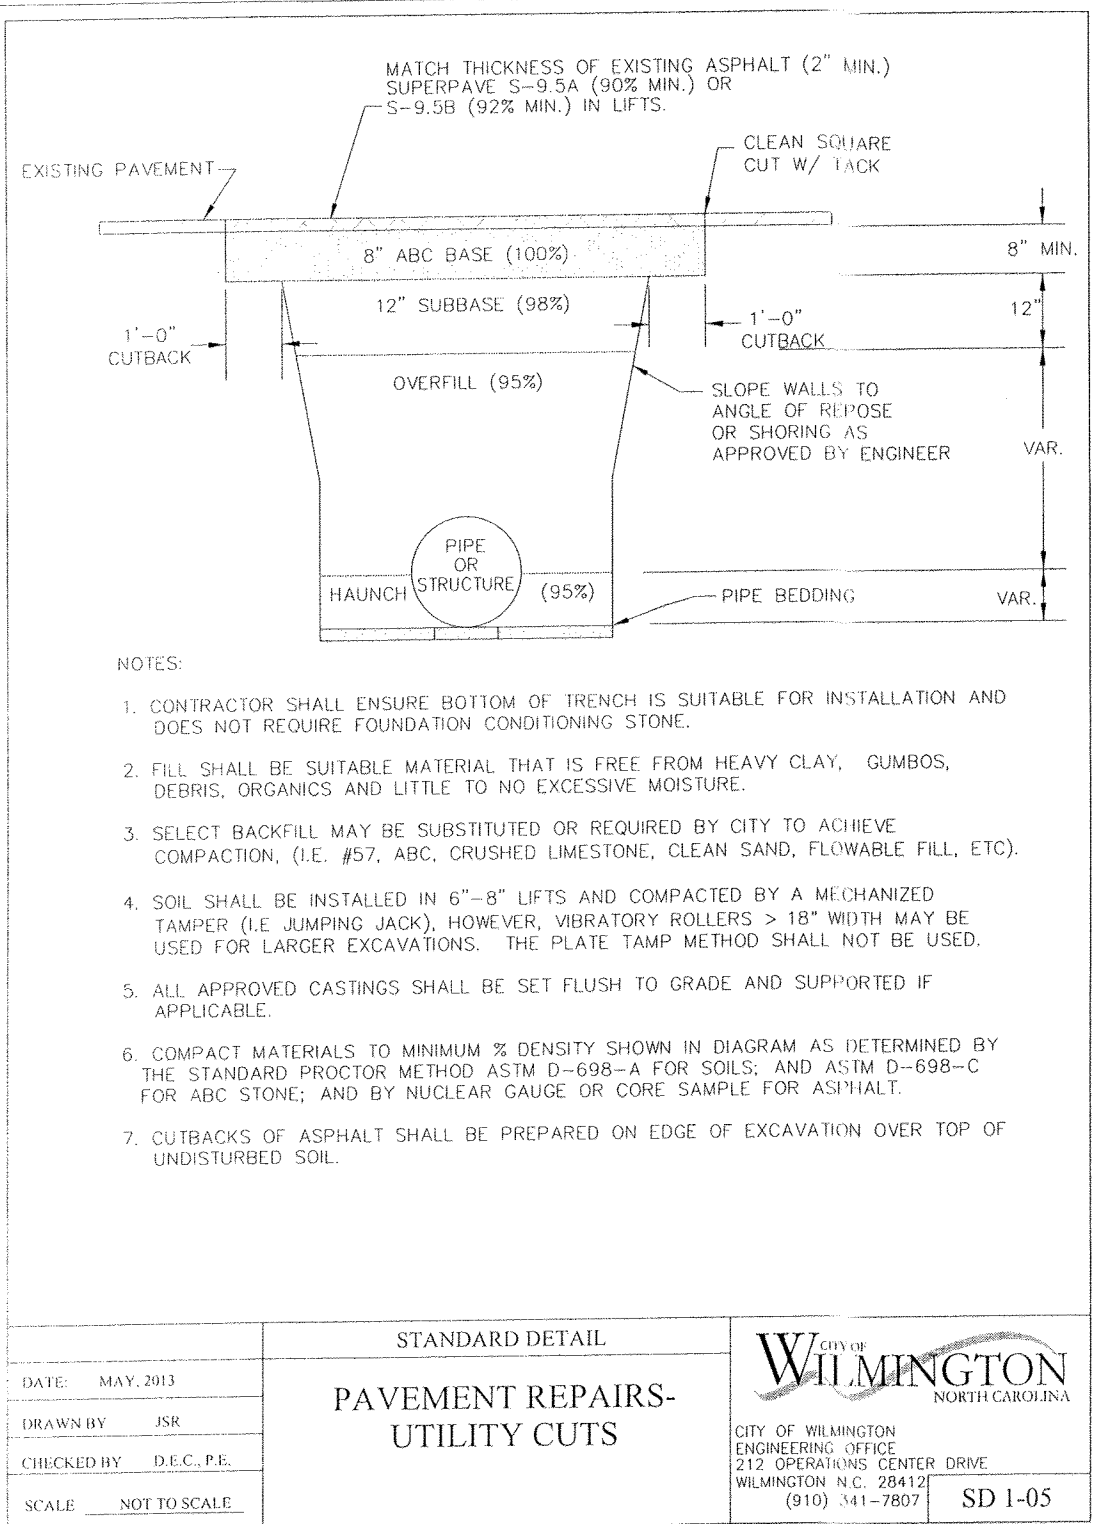 MATCH THICKNESS OF EXISTING ASPHALT (2" MIN.)
SUPERPAVE S-9.5A (90% MIN.) OR
S-9.5B (92% MIN.) IN LIFTS.
CLEAN SQUARE
CUT W/ TACK
EXISTING PAVEMENT
8" ABC BASE (100%)
8" MIN.
12" SUBBASE (98%)
12"
1'-0"
CUTBACK
1'-0"
CUTBACK
OVERFILL (95%)
SLOPE WALLS TO
ANGLE OF REPOSE
OR SHORING AS
APPROVED BY ENGINEER
VAR.
PIPE
OR
STRUCTURE
HAUNCH
(95%)
PIPE BEDDING
VAR.
NOTES:
1. CONTRACTOR SHALL ENSURE BOTTOM OF TRENCH IS SUITABLE FOR INSTALLATION AND
DOES NOT REQUIRE FOUNDATION CONDITIONING STONE.
2. FILL SHALL BE SUITABLE MATERIAL THAT IS FREE FROM HEAVY CLAY, GUMBOS,
DEBRIS, ORGANICS AND LITTLE TO NO EXCESSIVE MOISTURE.
3. SELECT BACKFILL MAY BE SUBSTITUTED OR REQUIRED BY CITY TO ACHIEVE
COMPACTION, (I.E. #57, ABC, CRUSHED LIMESTONE, CLEAN SAND, FLOWABLE FILL, ETC).
4. SOIL SHALL BE INSTALLED IN 6"-8" LIFTS AND COMPACTED BY A MECHANIZED
TAMPER (I.E JUMPING JACK), HOWEVER, VIBRATORY ROLLERS > 18" WIDTH MAY BE
USED FOR LARGER EXCAVATIONS. THE PLATE TAMP METHOD SHALL NOT BE USED.
5. ALL APPROVED CASTINGS SHALL BE SET FLUSH TO GRADE AND SUPPORTED IF
APPLICABLE.
6. COMPACT MATERIALS TO MINIMUM % DENSITY SHOWN IN DIAGRAM AS DETERMINED BY
THE STANDARD PROCTOR METHOD ASTM D-698-A FOR SOILS; AND ASTM D-698-C
FOR ABC STONE; AND BY NUCLEAR GAUGE OR CORE SAMPLE FOR ASPHALT.
7. CUTBACKS OF ASPHALT SHALL BE PREPARED ON EDGE OF EXCAVATION OVER TOP OF
UNDISTURBED SOIL.
DATE: MAY, 2013
DRAWN BY JSR
CHECKED BY D.E.C., P.E.
SCALE NOT TO SCALE
STANDARD DETAIL
PAVEMENT REPAIRS-
UTILITY CUTS
CITY OF
WILMINGTON
NORTH CAROLINA
CITY OF WILMINGTON
ENGINEERING OFFICE
212 OPERATIONS CENTER DRIVE
WILMINGTON N.C. 28412
(910) 341-7807
SD 1-05